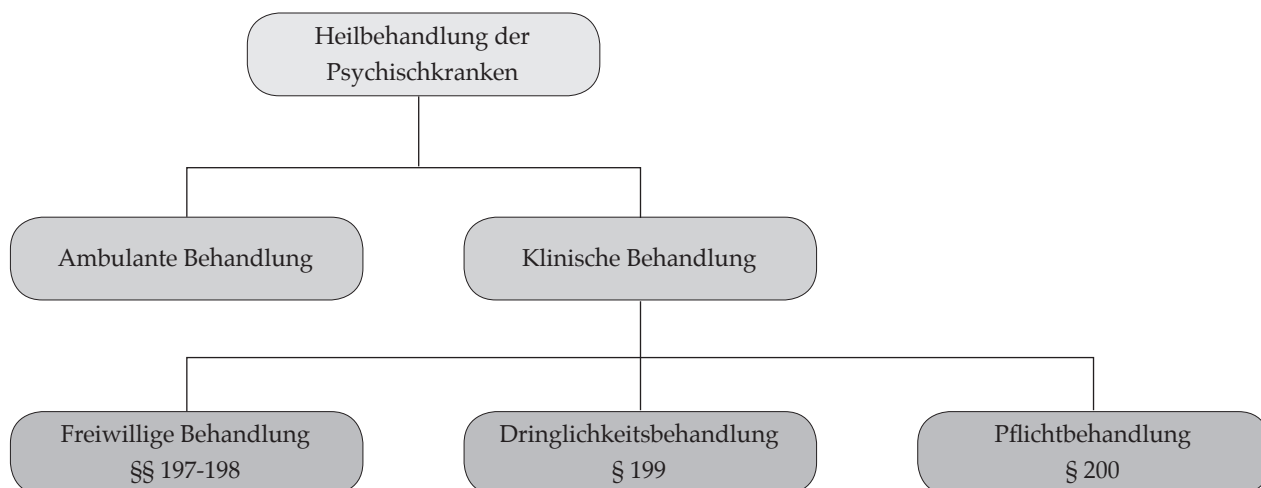 Heilbehandlung der
Psychischkranken
Ambulante Behandlung
Klinische Behandlung
Freiwillige Behandlung
§§ 197-198
Dringlichkeitsbehandlung
§ 199
Pflichtbehandlung
§ 200